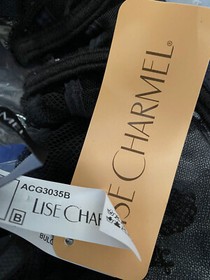 LISE CHARMEL®
ACG3035B
LISE CHAR
B